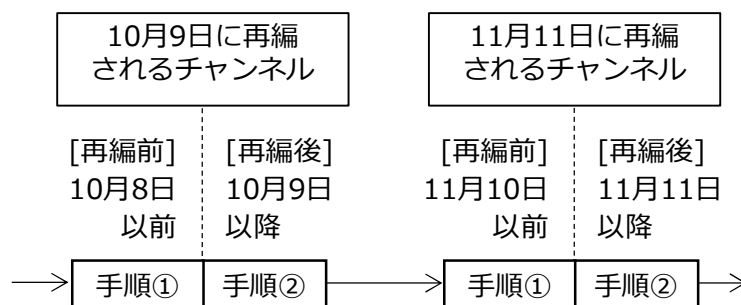 10月9日に再編
されるチャンネル
11月11日に再編
されるチャンネル
[再編前]
10月8日
以前
[再編後]
10月9日
以降
[再編前]
11月10日
以前
[再編後]
11月11日
以降
手順①
手順②
手順①
手順②